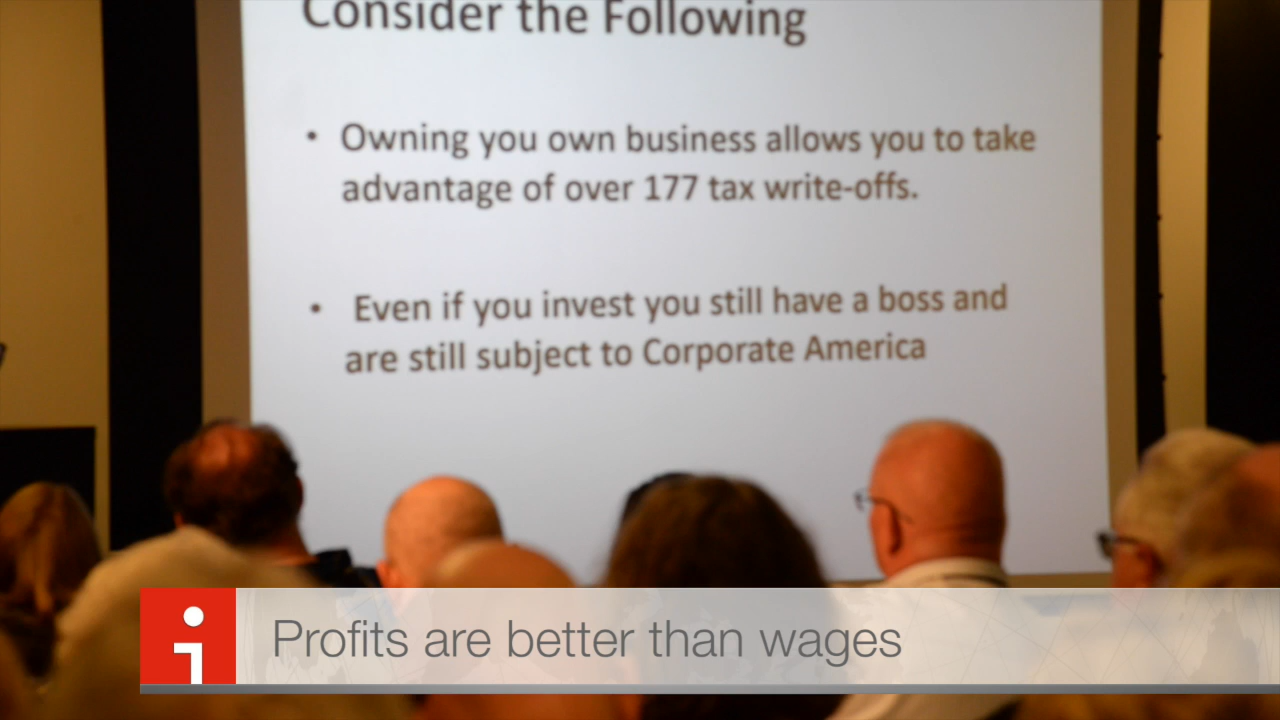 Consider the Following
• Owning you own business allows you to take
advantage of over 177 tax write-offs.
• Even if you invest you still have a boss and
are still subject to Corporate America
i Profits are better than wages